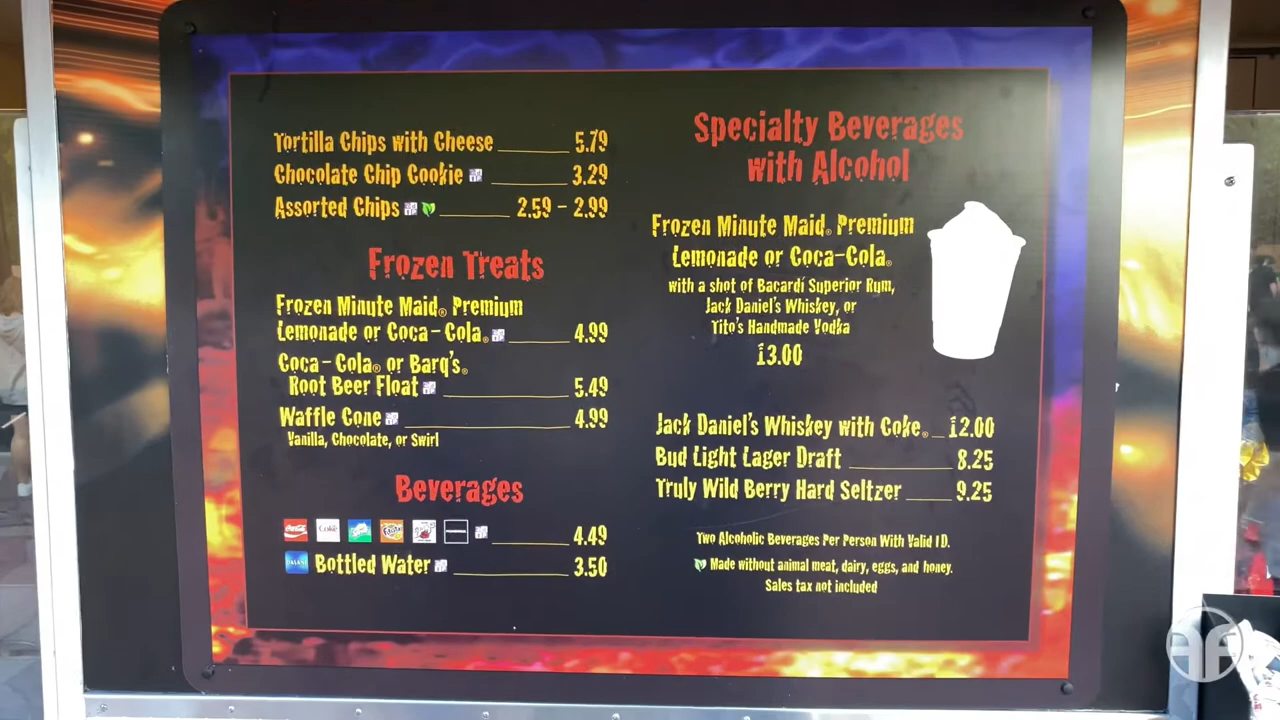 Tortilla Chips with Cheese 5.79
Chocolate Chip Cookie 3.29
Assorted Chips 2.59 – 2.99
Frozen Treats
Frozen Minute Maid® Premium
Lemonade or Coca-Cola® 4.99
Coca-Cola® or Barq's®
Root Beer Float 5.49
Waffle Cone 4.99
Vanilla, Chocolate, or Swirl
Beverages
Coca-Cola Coke 4.49
DASANI Bottled Water 3.50
Specialty Beverages
with Alcohol
Frozen Minute Maid® Premium
Lemonade or Coca-Cola®
with a shot of Bacardí Superior Rum,
Jack Daniel's Whiskey, or
Tito's Handmade Vodka
13.00
Jack Daniel's Whiskey with Coke® 12.00
Bud Light Lager Draft 8.25
Truly Wild Berry Hard Seltzer 9.25
Two Alcoholic Beverages Per Person With Valid ID.
Made without animal meat, dairy, eggs, and honey.
Sales tax not included